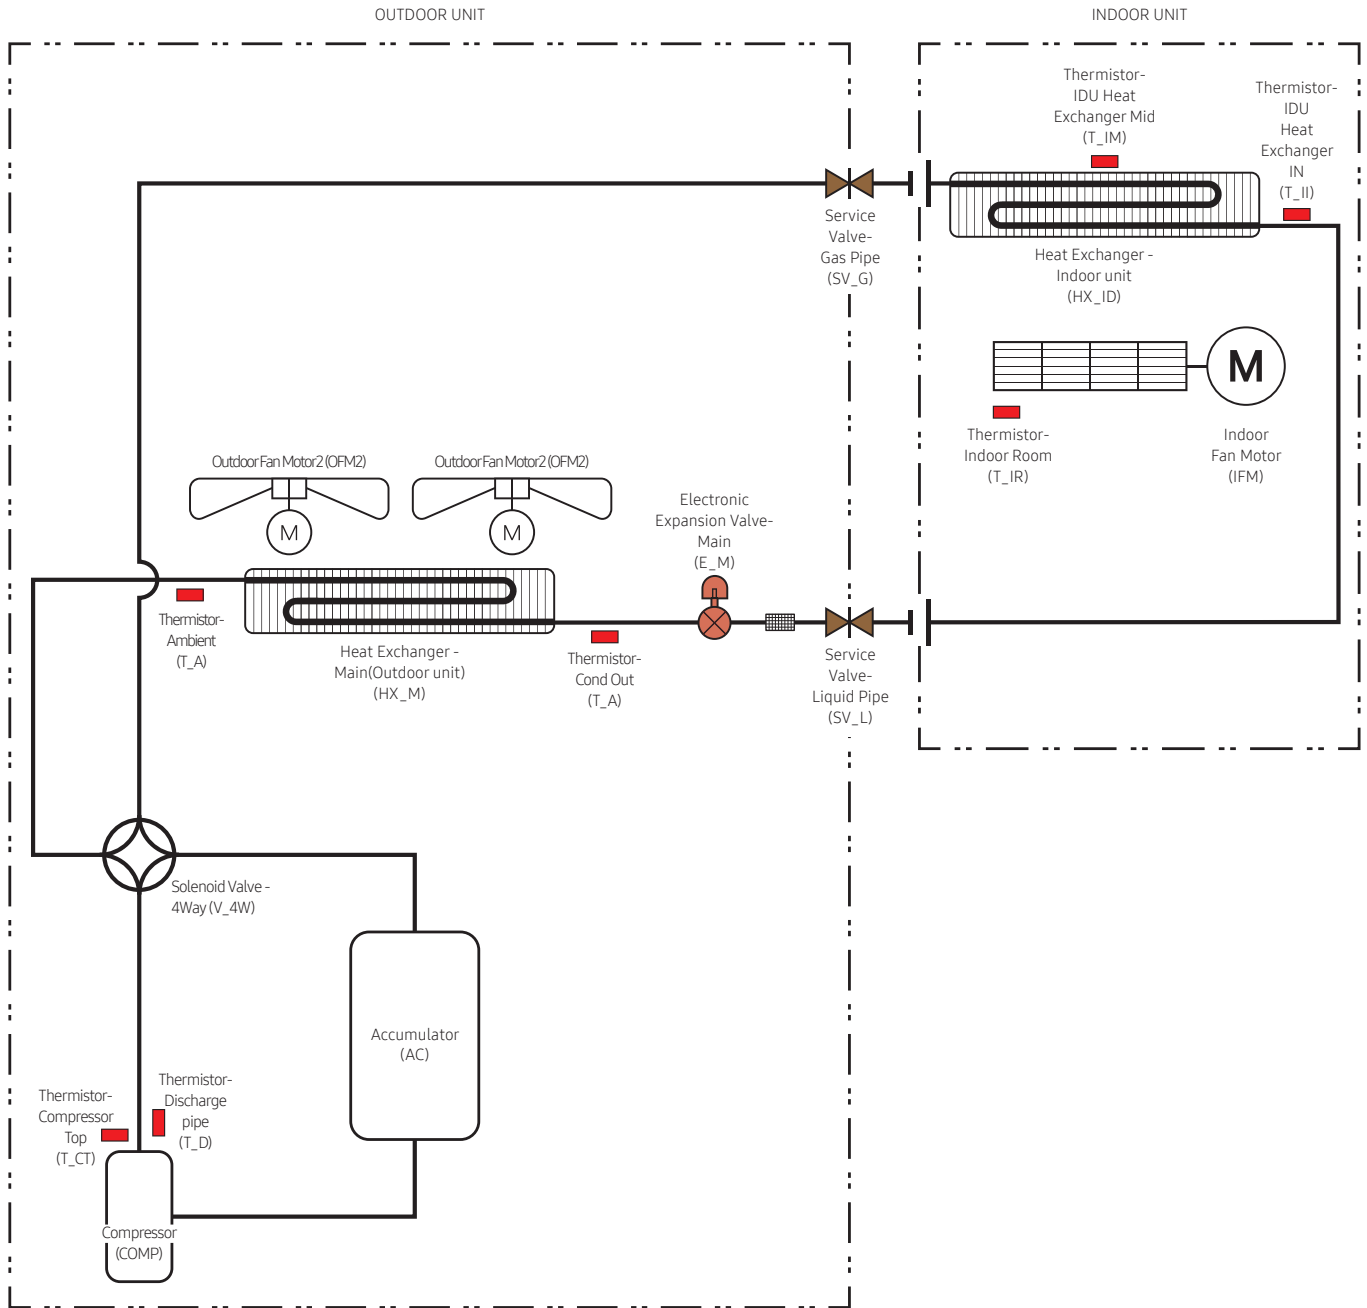 OUTDOOR UNIT
INDOOR UNIT
Thermistor-
IDU Heat
Exchanger Mid
(T_IM)
Thermistor-
IDU
Heat
Exchanger
IN
(T_II)
Service
Valve-
Gas Pipe
(SV_G)
Heat Exchanger -
Indoor unit
(HX_ID)
M
Thermistor-
Indoor Room
(T_IR)
Indoor
Fan Motor
(IFM)
Outdoor Fan Motor2 (OFM2)
Outdoor Fan Motor2 (OFM2)
M
M
Electronic
Expansion Valve-
Main
(E_M)
Thermistor-
Ambient
(T_A)
Heat Exchanger -
Main(Outdoor unit)
(HX_M)
Thermistor-
Cond Out
(T_A)
Service
Valve-
Liquid Pipe
(SV_L)
Solenoid Valve -
4Way (V_4W)
Accumulator
(AC)
Thermistor-
Compressor
Top
(T_CT)
Thermistor-
Discharge
pipe
(T_D)
Compressor
(COMP)